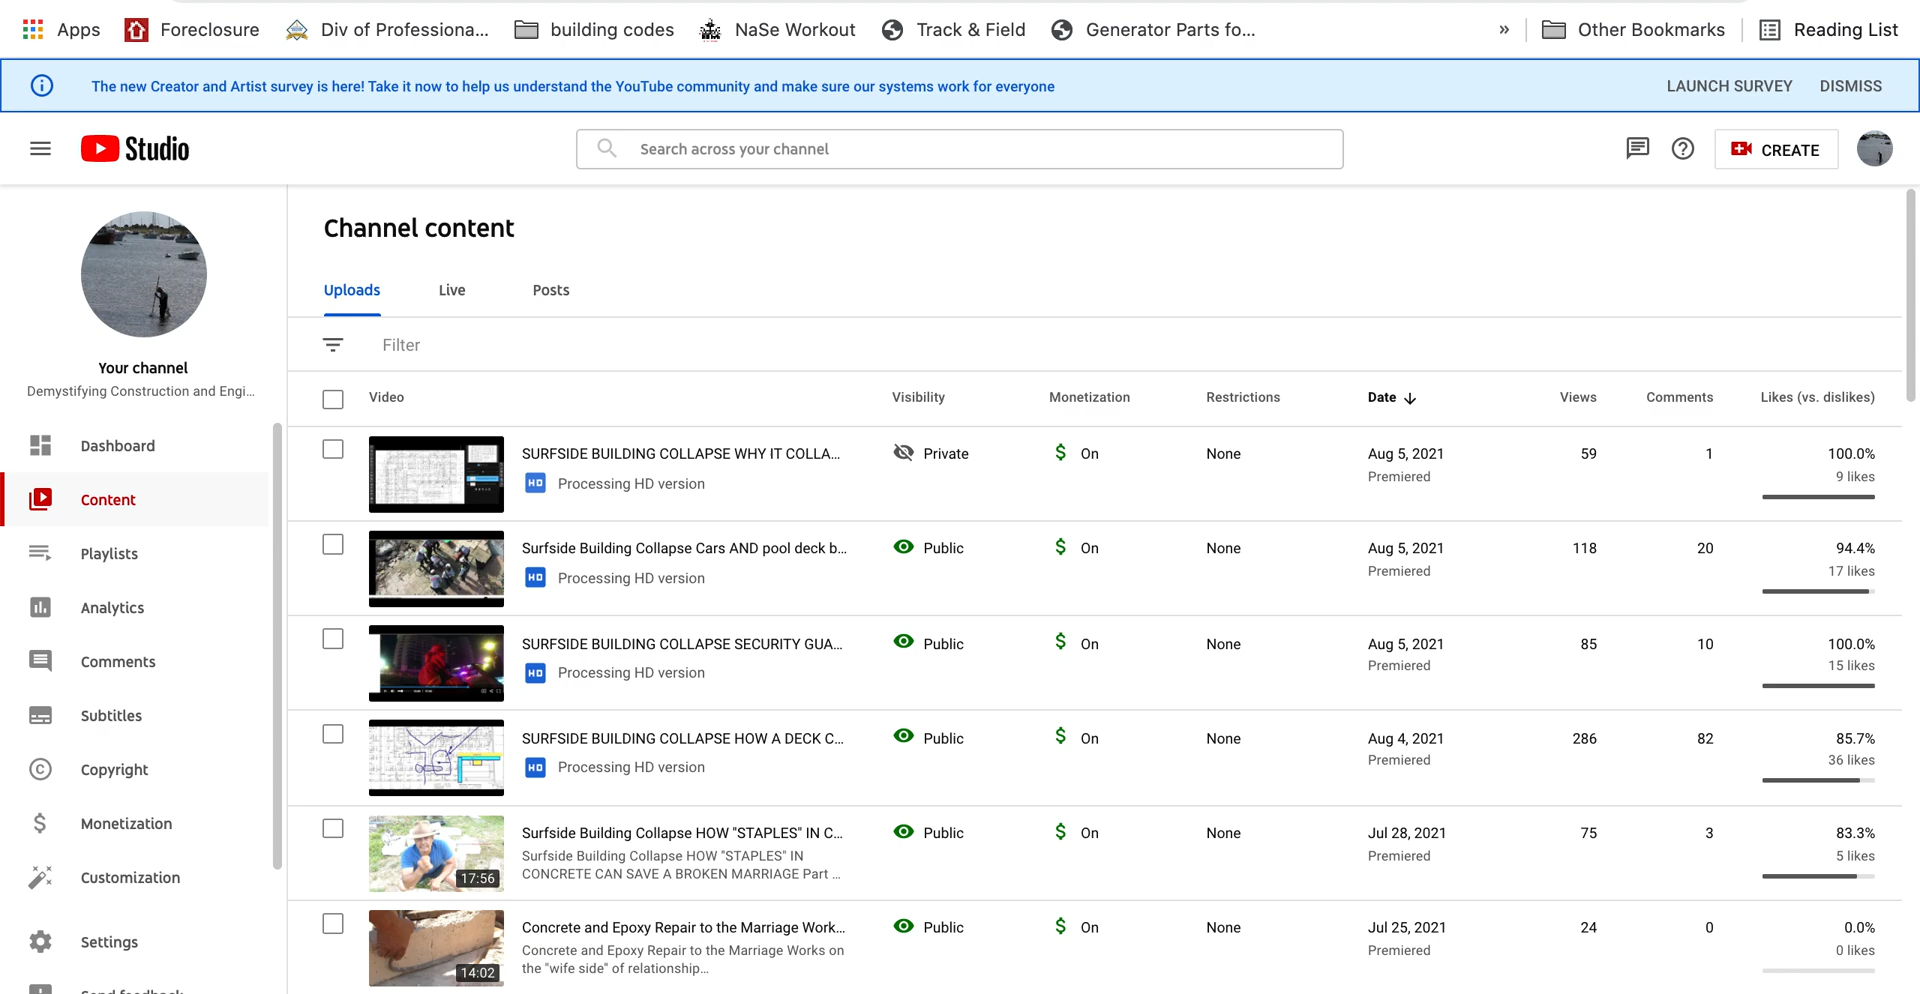 Apps Foreclosure Div of Professiona... building codes NaSe Workout Track & Field Generator Parts fo... » Other Bookmarks Reading List
The new Creator and Artist survey is here! Take it now to help us understand the YouTube community and make sure our systems work for everyone LAUNCH SURVEY DISMISS
Studio Search across your channel CREATE
Your channel
Demystifying Construction and Engi...
Dashboard
Content
Playlists
Analytics
Comments
Subtitles
Copyright
Monetization
Customization
Settings
Send feedback
Channel content
Uploads Live Posts
Filter
Video Visibility Monetization Restrictions Date Views Comments Likes (vs. dislikes)
SURFSIDE BUILDING COLLAPSE WHY IT COLLA... Private $ On None Aug 5, 2021 59 1 100.0%
HD Processing HD version Premiered 9 likes
Surfside Building Collapse Cars AND pool deck b... Public $ On None Aug 5, 2021 118 20 94.4%
HD Processing HD version Premiered 17 likes
SURFSIDE BUILDING COLLAPSE SECURITY GUA... Public $ On None Aug 5, 2021 85 10 100.0%
HD Processing HD version Premiered 15 likes
SURFSIDE BUILDING COLLAPSE HOW A DECK C... Public $ On None Aug 4, 2021 286 82 85.7%
HD Processing HD version Premiered 36 likes
Surfside Building Collapse HOW "STAPLES" IN C... Public $ On None Jul 28, 2021 75 3 83.3%
Surfside Building Collapse HOW "STAPLES" IN Premiered 5 likes
CONCRETE CAN SAVE A BROKEN MARRIAGE Part ...
17:56
Concrete and Epoxy Repair to the Marriage Work... Public $ On None Jul 25, 2021 24 0 0.0%
Concrete and Epoxy Repair to the Marriage Works on Premiered 0 likes
the "wife side" of relationship...
14:02